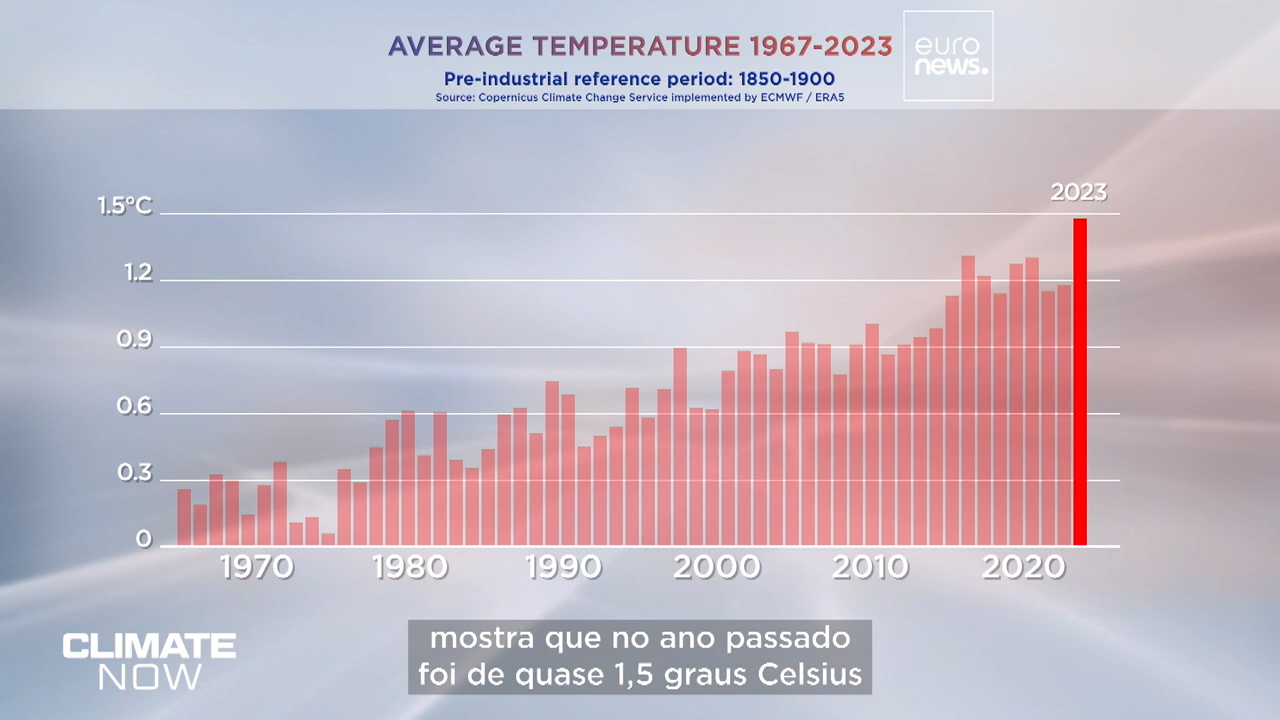 AVERAGE TEMPERATURE 1967-2023
Pre-industrial reference period: 1850-1900
Source: Copernicus Climate Change Service implemented by ECMWF / ERA5
euro
news.
2023
1.5°C
1.2
0.9
0.6
0.3
0
1970 1980 1990 2000 2010 2020
CLIMATE
NOW
mostra que no ano passado
foi de quase 1,5 graus Celsius